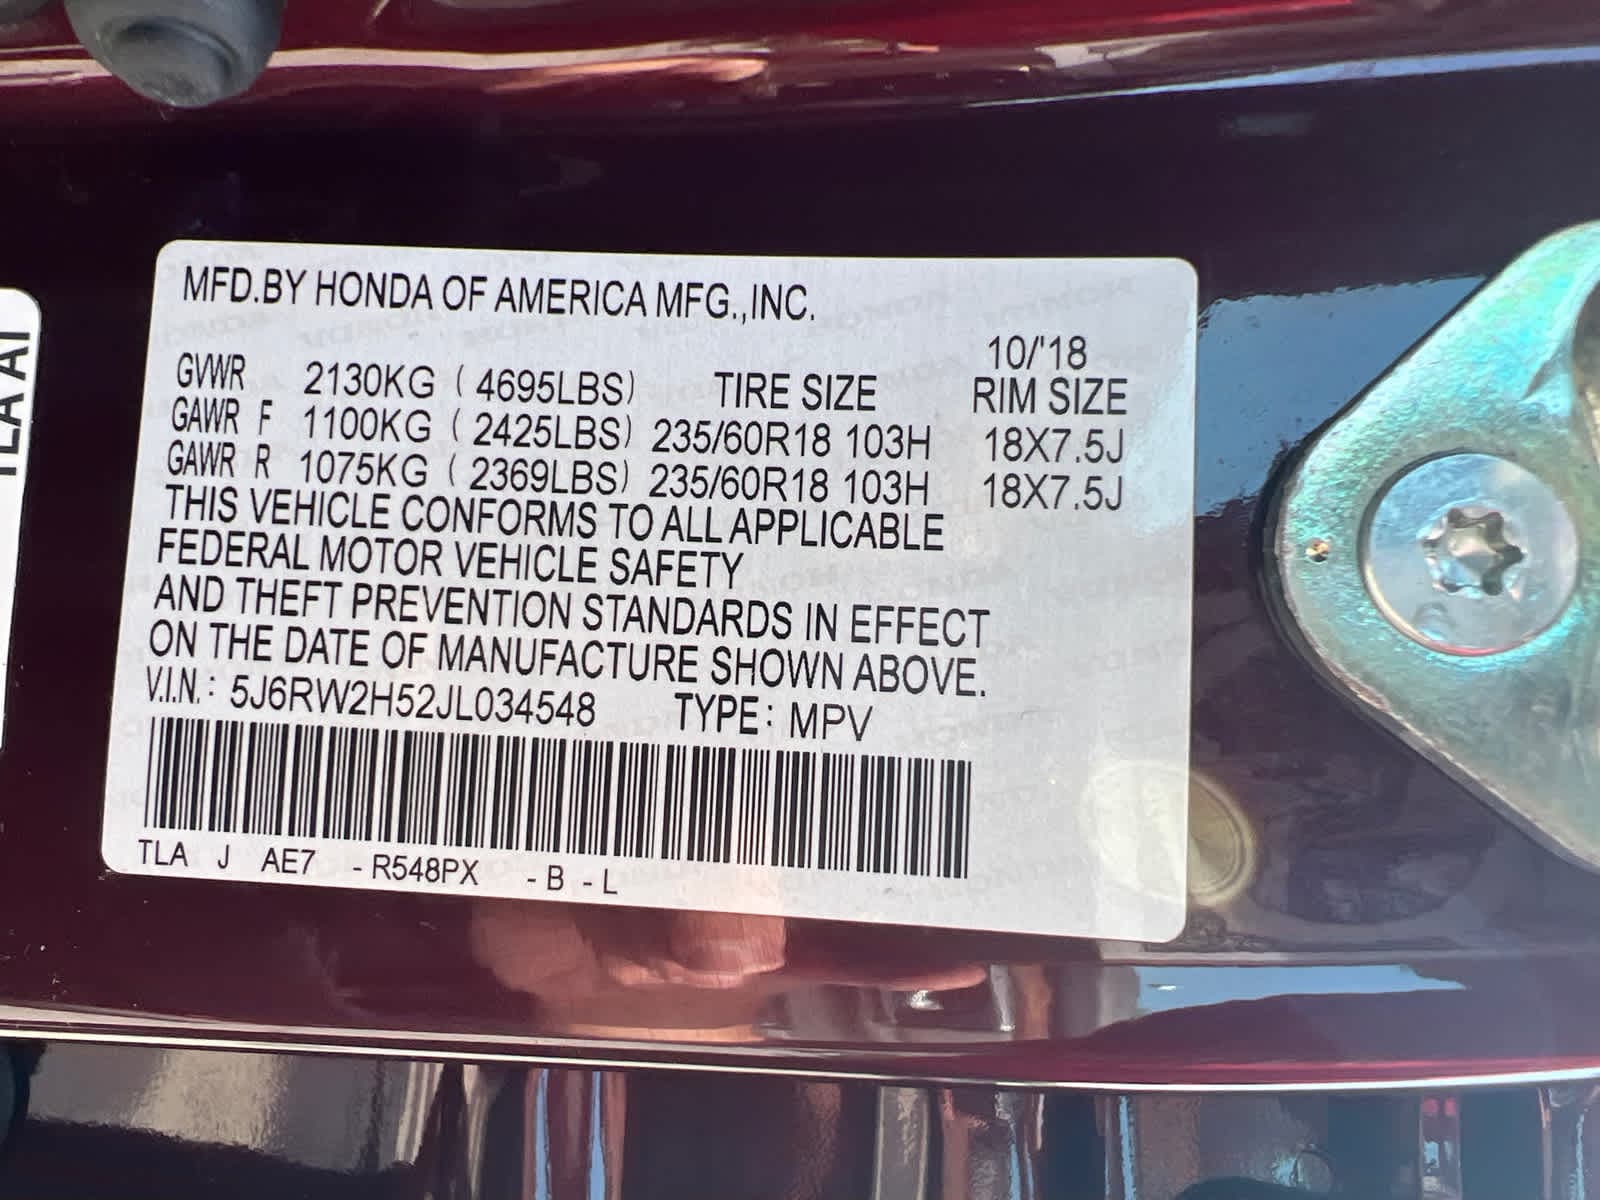 TLA A1
MFD.BY HONDA OF AMERICA MFG.,INC.
10/'18
GVWR 2130KG ( 4695LBS) TIRE SIZE RIM SIZE
GAWR F 1100KG ( 2425LBS) 235/60R18 103H 18X7.5J
GAWR R 1075KG ( 2369LBS) 235/60R18 103H 18X7.5J
THIS VEHICLE CONFORMS TO ALL APPLICABLE
FEDERAL MOTOR VEHICLE SAFETY
AND THEFT PREVENTION STANDARDS IN EFFECT
ON THE DATE OF MANUFACTURE SHOWN ABOVE.
V.I.N.: 5J6RW2H52JL034548 TYPE: MPV
TLA J AE7 -R548PX -B -L